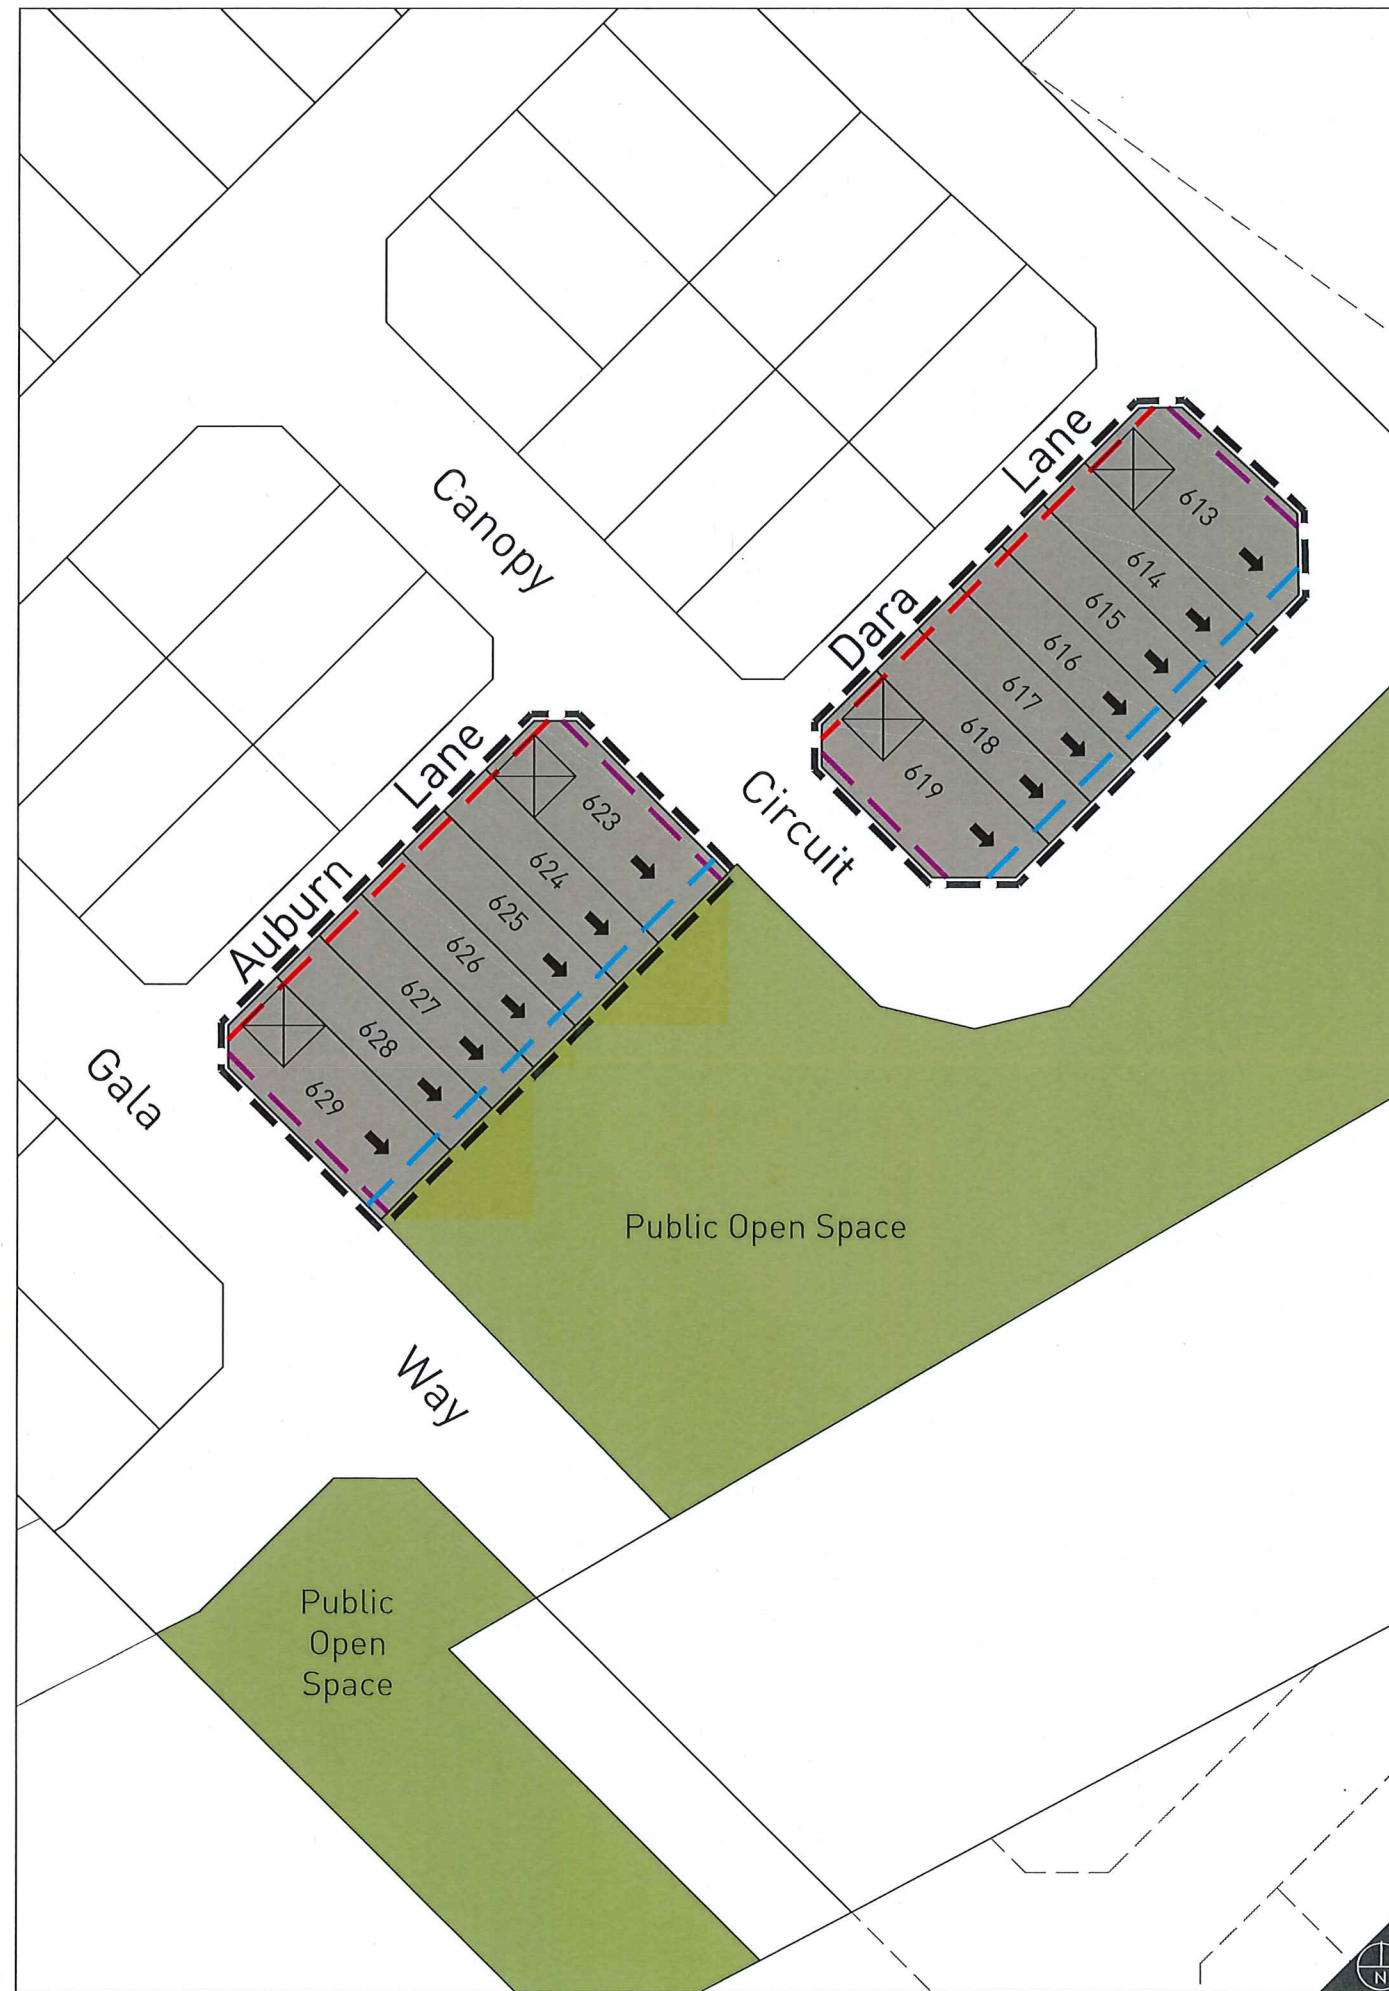 Canopy
Circuit
Dara
Lane
613
614
615
616
617
618
619
Auburn
Lane
623
624
625
626
627
628
629
Gala
Way
Public Open Space
Public
Open
Space
N